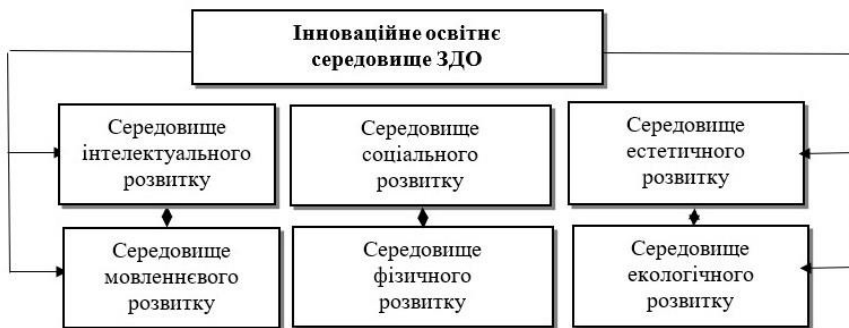 Інноваційне освітнє
середовище ЗДО
Середовище
інтелектуального
розвитку
Середовище
соціального
розвитку
Середовище
естетичного
розвитку
Середовище
мовленнєвого
розвитку
Середовище
фізичного
розвитку
Середовище
екологічного
розвитку